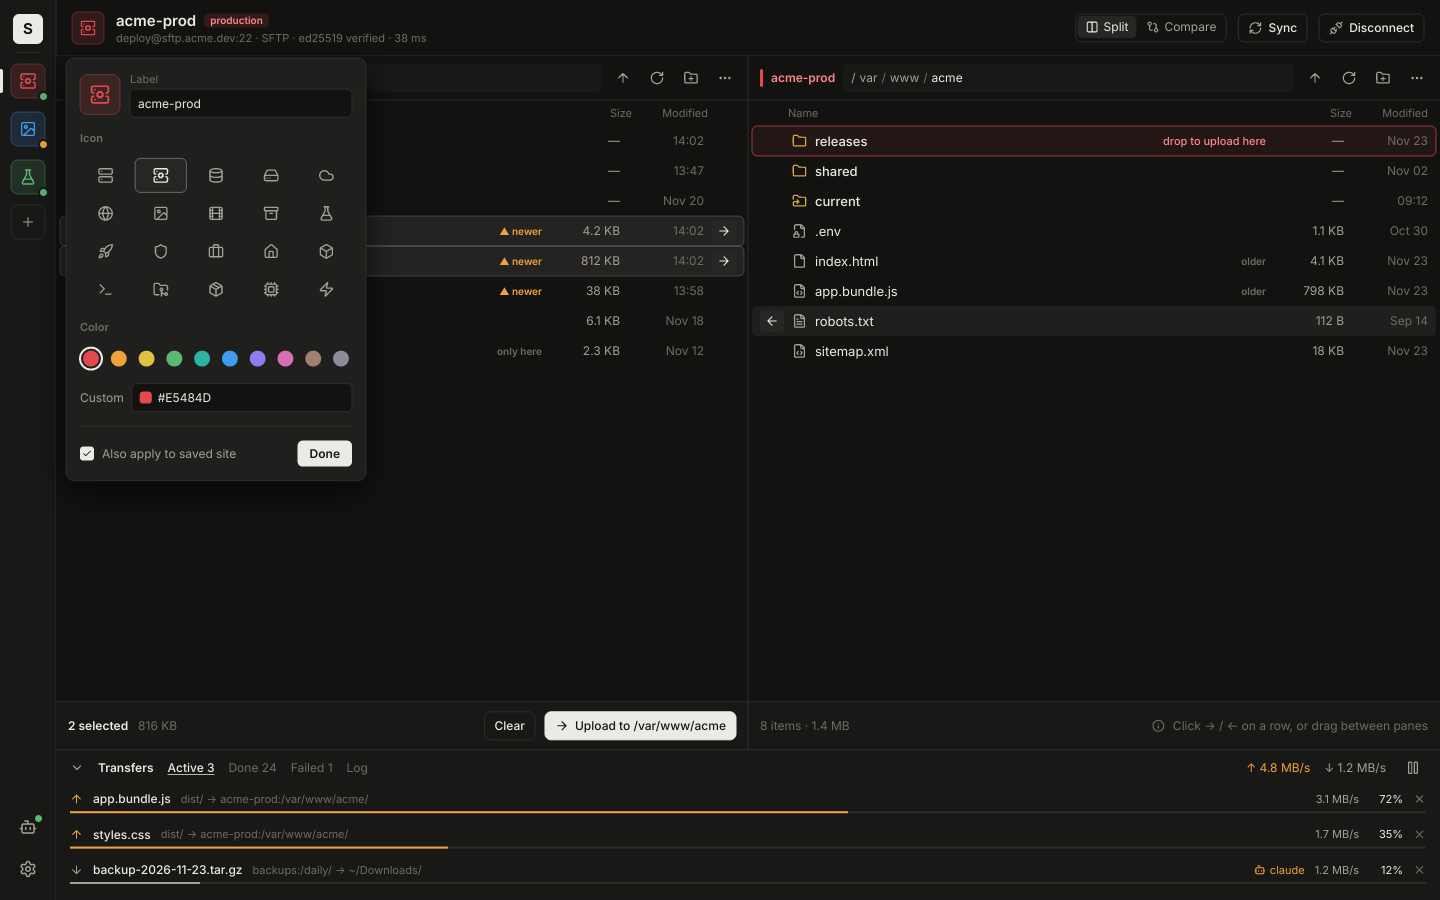 S
acme-prod production
deploy@sftp.acme.dev:22 · SFTP · ed25519 verified · 38 ms
Split Compare Sync Disconnect
Label
acme-prod
Icon
Color
Custom #E5484D
Also apply to saved site Done
Size Modified
— 14:02
— 13:47
— Nov 20
newer 4.2 KB 14:02
newer 812 KB 14:02
newer 38 KB 13:58
6.1 KB Nov 18
only here 2.3 KB Nov 12
acme-prod / var / www / acme
Name Size Modified
releases drop to upload here — Nov 23
shared — Nov 02
current — 09:12
.env 1.1 KB Oct 30
index.html older 4.1 KB Nov 23
app.bundle.js older 798 KB Nov 23
robots.txt 112 B Sep 14
sitemap.xml 18 KB Nov 23
2 selected 816 KB Clear → Upload to /var/www/acme
8 items · 1.4 MB Click → / ← on a row, or drag between panes
Transfers Active 3 Done 24 Failed 1 Log ↑ 4.8 MB/s ↓ 1.2 MB/s
↑ app.bundle.js dist/ → acme-prod:/var/www/acme/ 3.1 MB/s 72% ×
↑ styles.css dist/ → acme-prod:/var/www/acme/ 1.7 MB/s 35% ×
↓ backup-2026-11-23.tar.gz backups:/daily/ → ~/Downloads/ claude 1.2 MB/s 12% ×